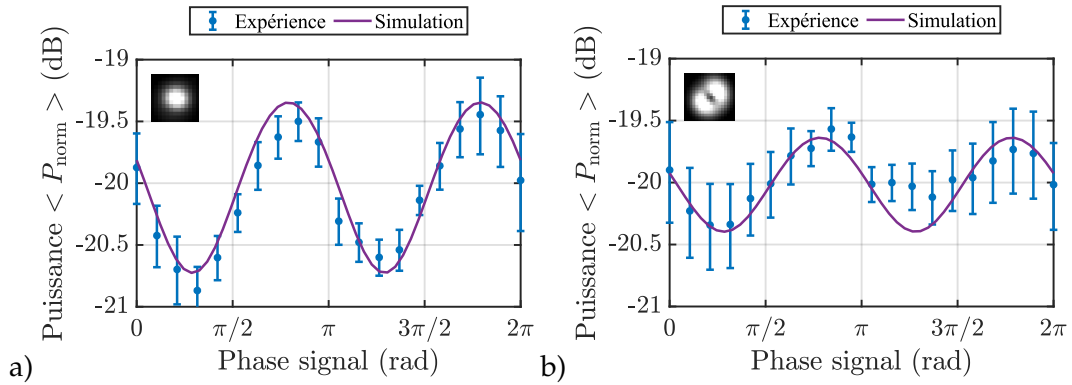 Expérience Simulation
Puissance < P_norm > (dB)
-19
-19.5
-20
-20.5
-21
0 π/2 π 3π/2 2π
Phase signal (rad)
a)
Expérience Simulation
Puissance < P_norm > (dB)
-19
-19.5
-20
-20.5
-21
0 π/2 π 3π/2 2π
Phase signal (rad)
b)